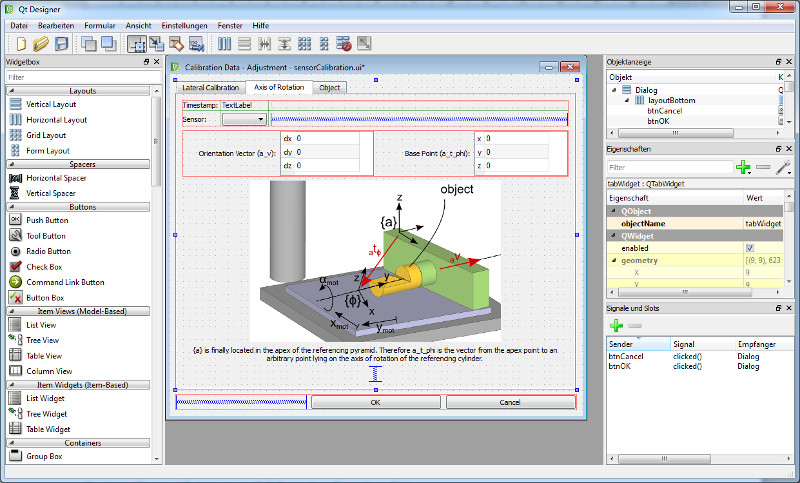 Qt Designer
Datei Bearbeiten Formular Ansicht Einstellungen Fenster Hilfe
Widgetbox
Filter
Layouts
Vertical Layout
Horizontal Layout
Grid Layout
Form Layout
Spacers
Horizontal Spacer
Vertical Spacer
Buttons
Push Button
Tool Button
Radio Button
Check Box
Command Link Button
Button Box
Item Views (Model-Based)
List View
Tree View
Table View
Column View
Item Widgets (Item-Based)
List Widget
Tree Widget
Table Widget
Containers
Group Box
Calibration Data - Adjustment - sensorCalibration.ui*
Lateral Calibration Axis of Rotation Object
Timestamp: TextLabel
Sensor:
Orientation Vector (a_v):
dx 0
dy 0
dz 0
Base Point (a_t_phi):
x 0
y 0
z 0
object
z
{a}
a t ϕ
a v
z
y
α mot
{ϕ}
x
x mot
y mot
{a} is finally located in the apex of the referencing pyramid. Therefore a_t_phi is the vector from the apex point to an
arbitrary point lying on the axis of rotation of the referencing cylinder.
OK Cancel
Objektanzeige
Objekt K
Dialog
layoutBottom
btnCancel
btnOK
Eigenschaften
Filter
tabWidget : QTabWidget
Eigenschaft Wert
QObject
objectName tabWidget
QWidget
enabled
geometry [(9, 9), 623
X 9
Y 9
Signale und Slots
Sender Signal Empfänger
btnCancel clicked() Dialog
btnOK clicked() Dialog